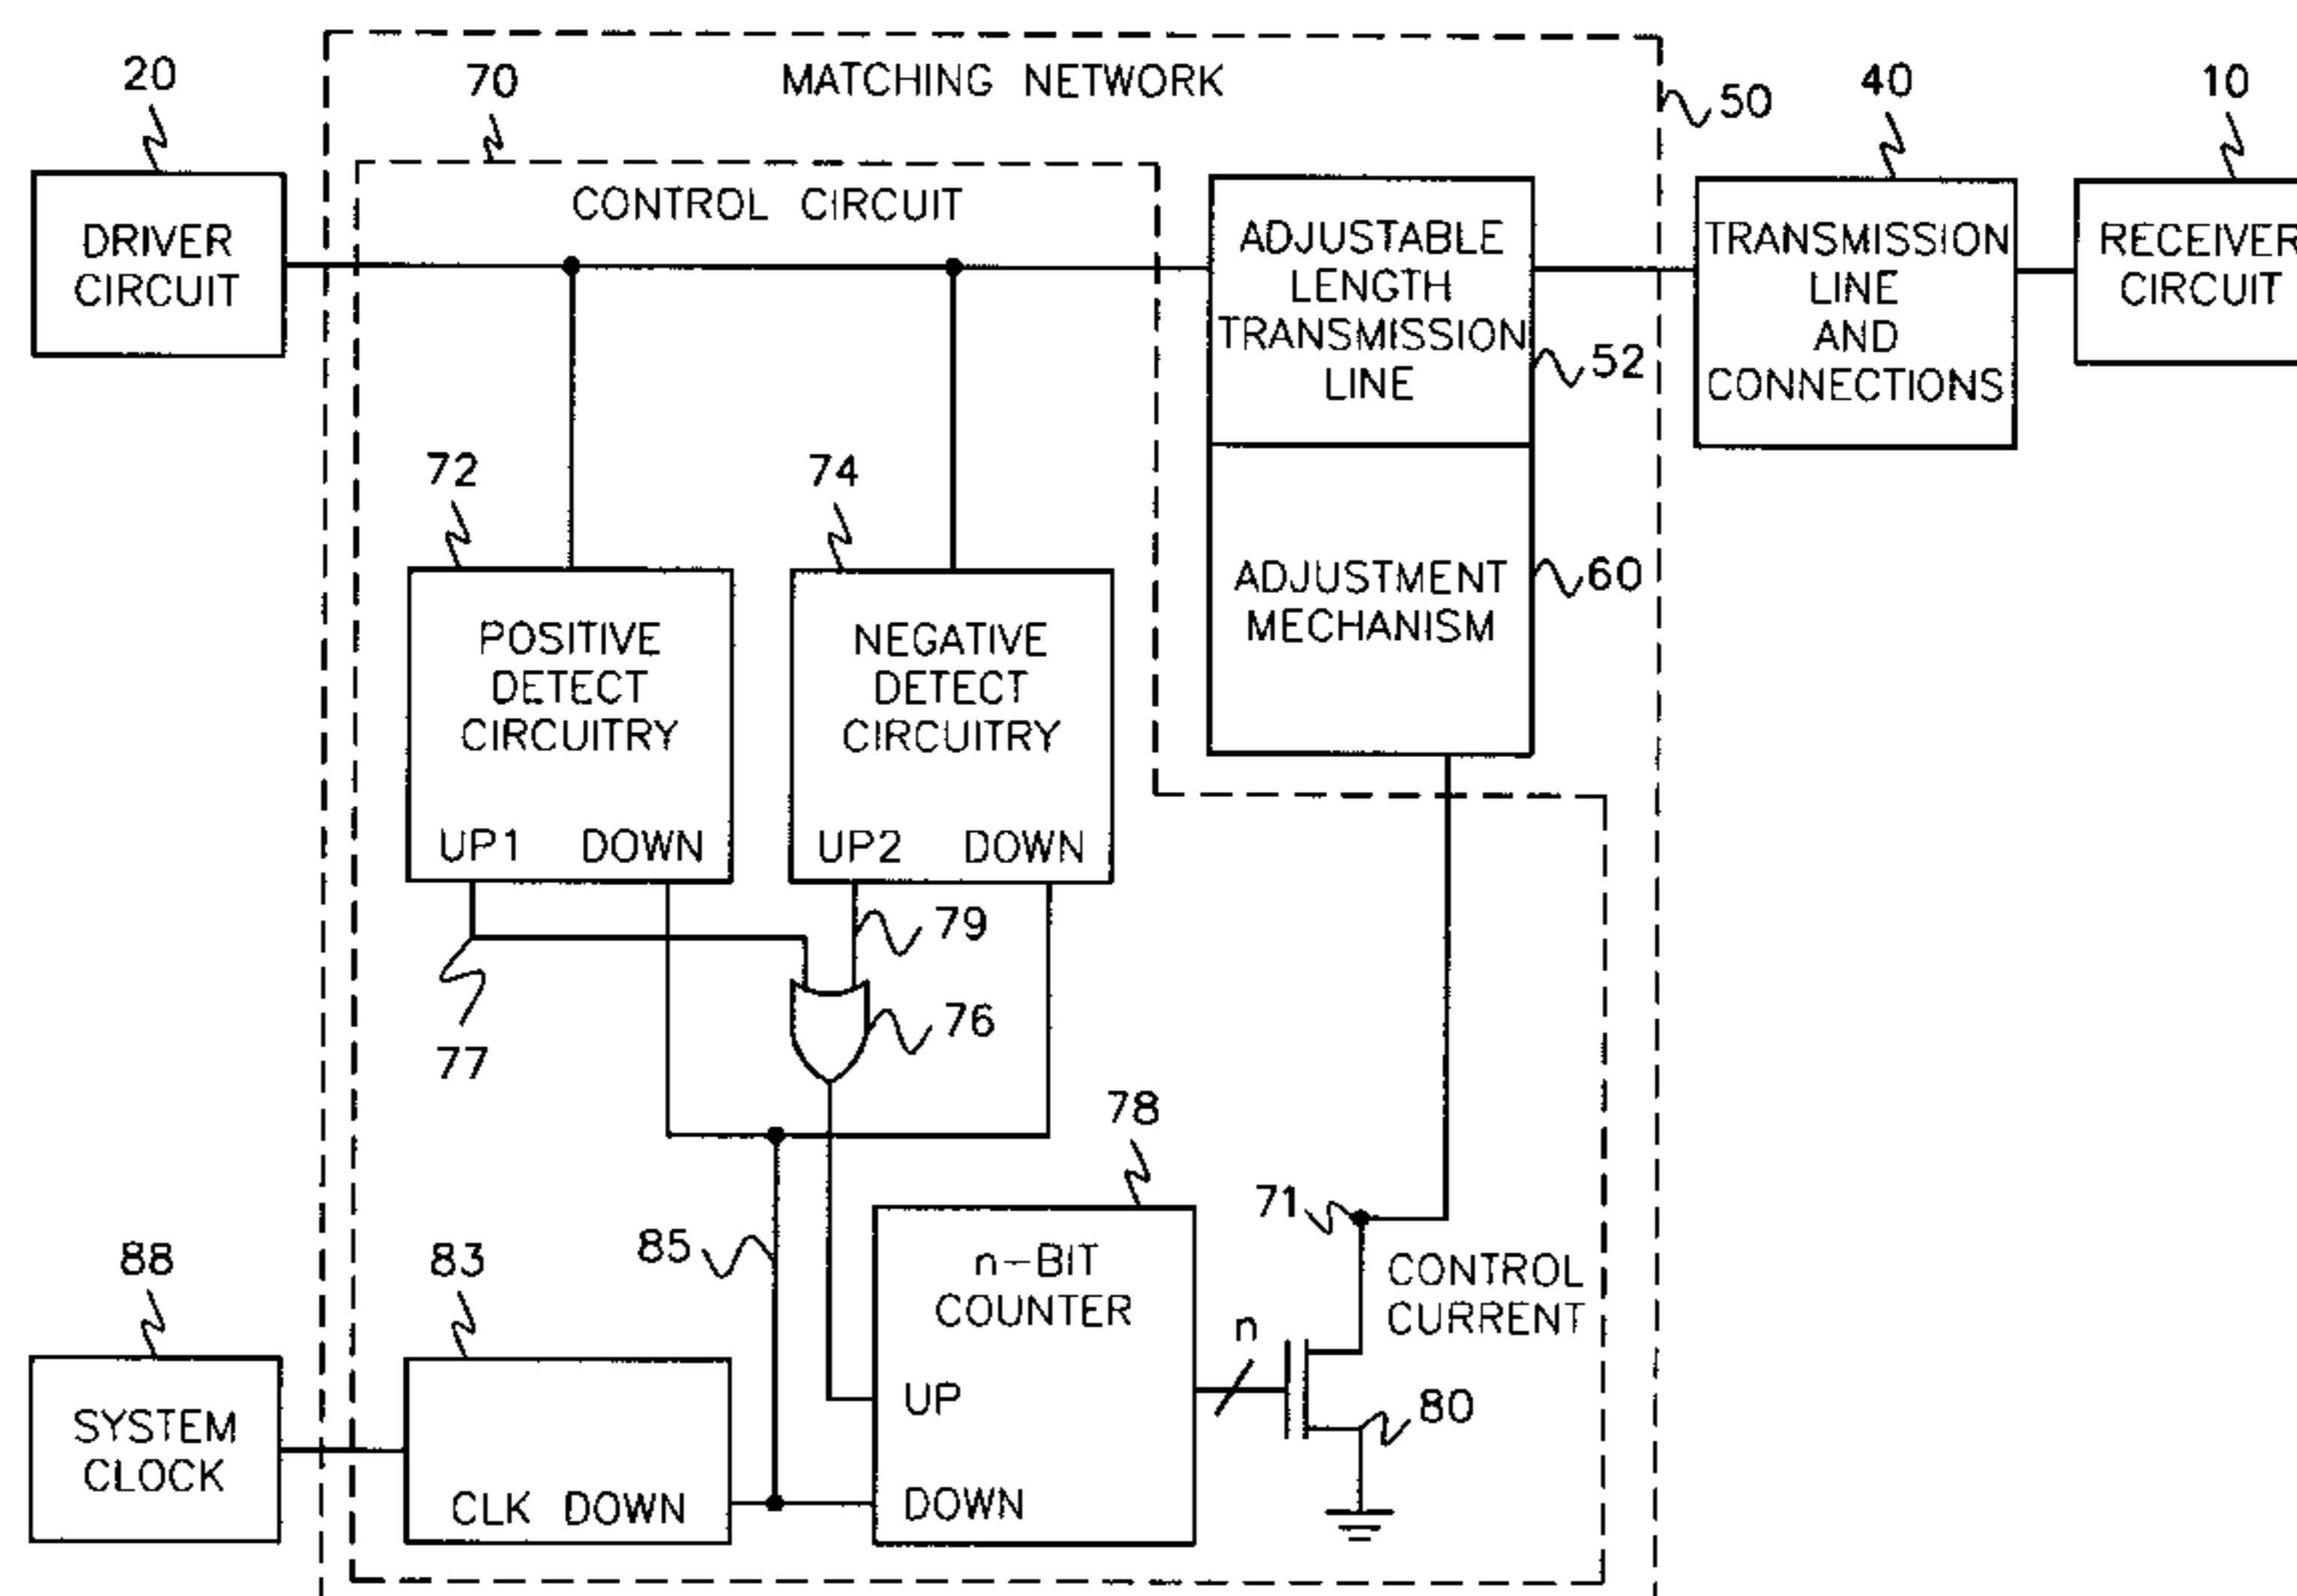 MATCHING NETWORK
20
70
50
40
10
DRIVER
CIRCUIT
CONTROL CIRCUIT
ADJUSTABLE
LENGTH
TRANSMISSION
LINE
52
TRANSMISSION
LINE
AND
CONNECTIONS
RECEIVER
CIRCUIT
72
74
POSITIVE
DETECT
CIRCUITRY
UP1 DOWN
NEGATIVE
DETECT
CIRCUITRY
UP2 DOWN
ADJUSTMENT
MECHANISM
60
79
76
77
78
71
85
88
83
SYSTEM
CLOCK
CLK DOWN
n-BIT
COUNTER
UP
DOWN
n
CONTROL
CURRENT
80